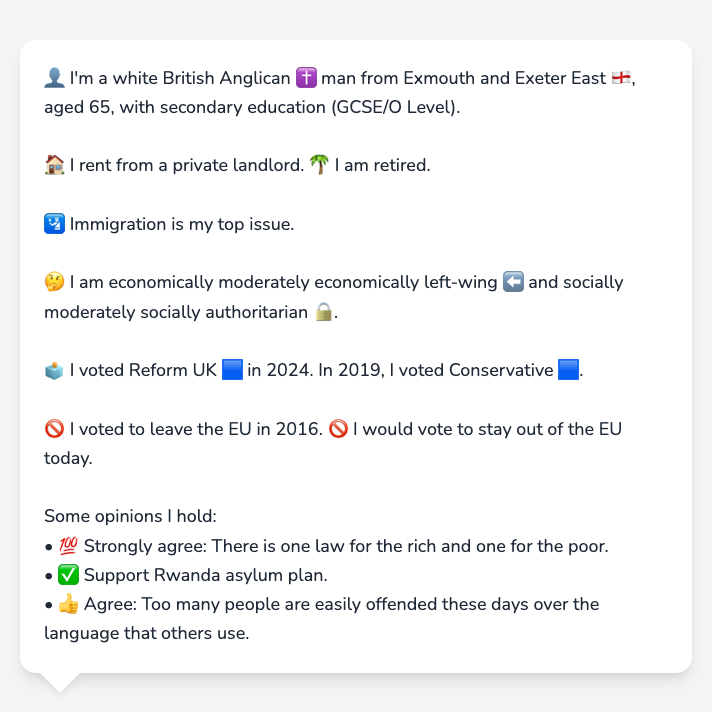 👤 I'm a white British Anglican ✝️ man from Exmouth and Exeter East 🏴󠁧󠁢󠁥󠁮󠁧󠁿,
aged 65, with secondary education (GCSE/O Level).
🏠 I rent from a private landlord. 🌴 I am retired.
🛂 Immigration is my top issue.
🤔 I am economically moderately economically left-wing ⬅️ and socially
moderately socially authoritarian 🔒.
🗳️ I voted Reform UK 🟦 in 2024. In 2019, I voted Conservative 🟦.
🚫 I voted to leave the EU in 2016. 🚫 I would vote to stay out of the EU
today.
Some opinions I hold:
• 💯 Strongly agree: There is one law for the rich and one for the poor.
• ✅ Support Rwanda asylum plan.
• 👍 Agree: Too many people are easily offended these days over the
language that others use.